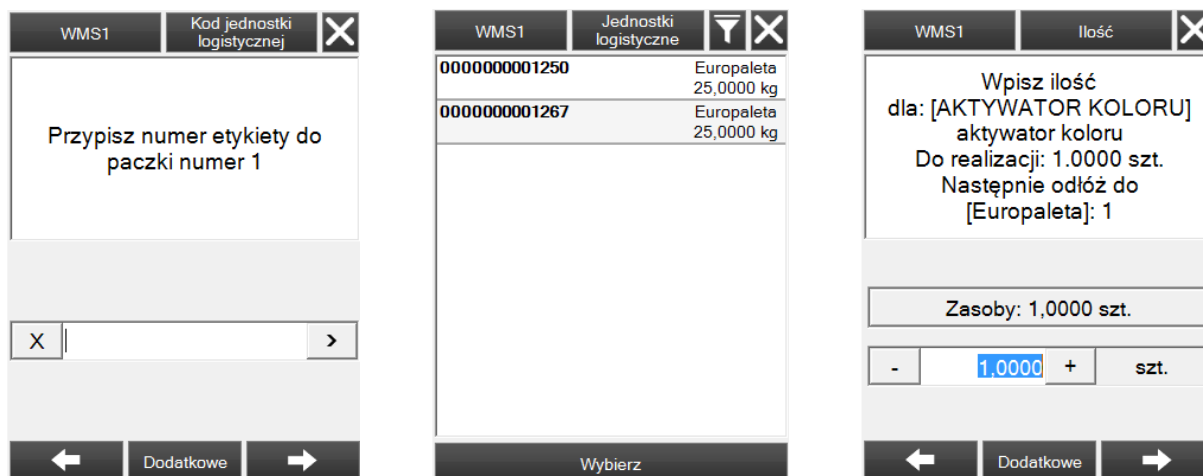 WMS1
Kod jednostki
logistycznej
Przypisz numer etykiety do
paczki numer 1
X
>
Dodatkowe
WMS1
Jednostki
logistyczne
0000000001250 Europaleta
25,0000 kg
0000000001267 Europaleta
25,0000 kg
Wybierz
WMS1
Ilość
Wpisz ilość
dla: [AKTYWATOR KOLORU]
aktywator koloru
Do realizacji: 1.0000 szt.
Następnie odłóż do
[Europaleta]: 1
Zasoby: 1,0000 szt.
- 1,0000 + szt.
Dodatkowe